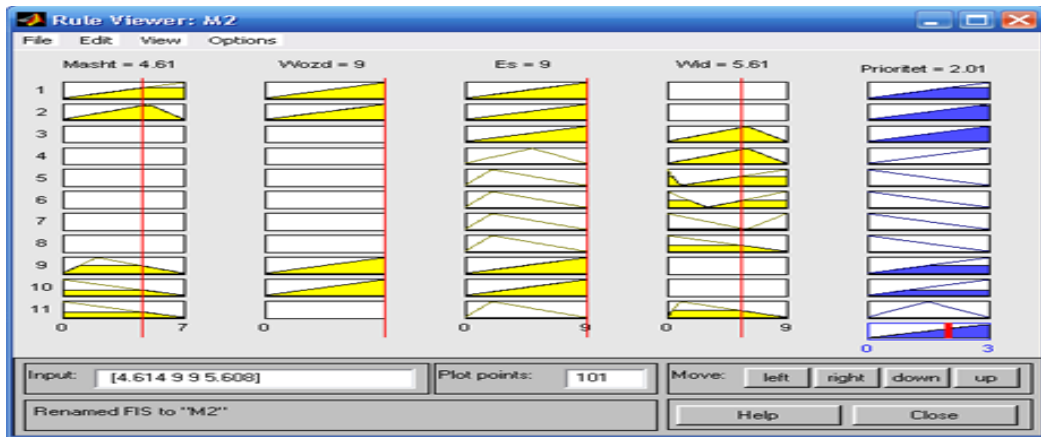 Rule Viewer: M2
File Edit View Options
Masht = 4.61 Wozd = 9 Es = 9 Wid = 5.61 Prioritet = 2.01
1
2
3
4
5
6
7
8
9
10
11
0 7 0 0 9 0 9
0 3
Input: [4.614 9 9 5.608] Plot points: 101 Move: left right down up
Renamed FIS to "M2" Help Close